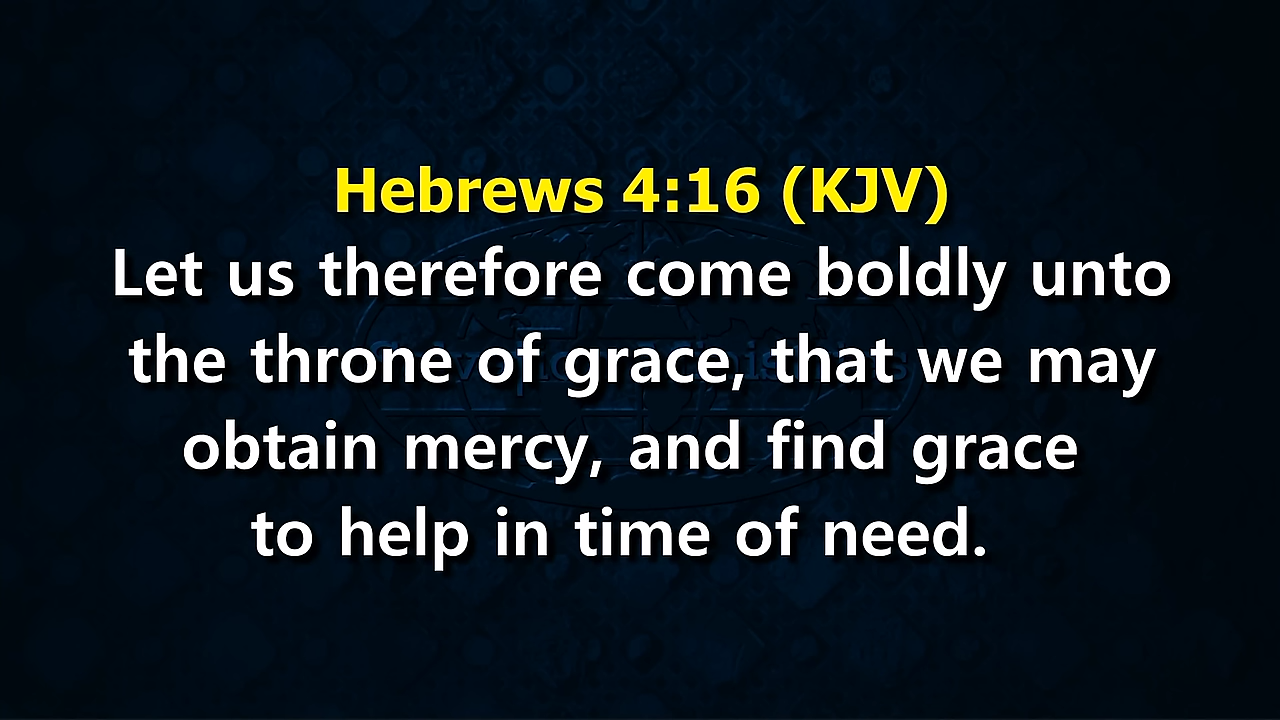 Hebrews 4:16 (KJV)
Let us therefore come boldly unto
the throne of grace, that we may
obtain mercy, and find grace
to help in time of need.